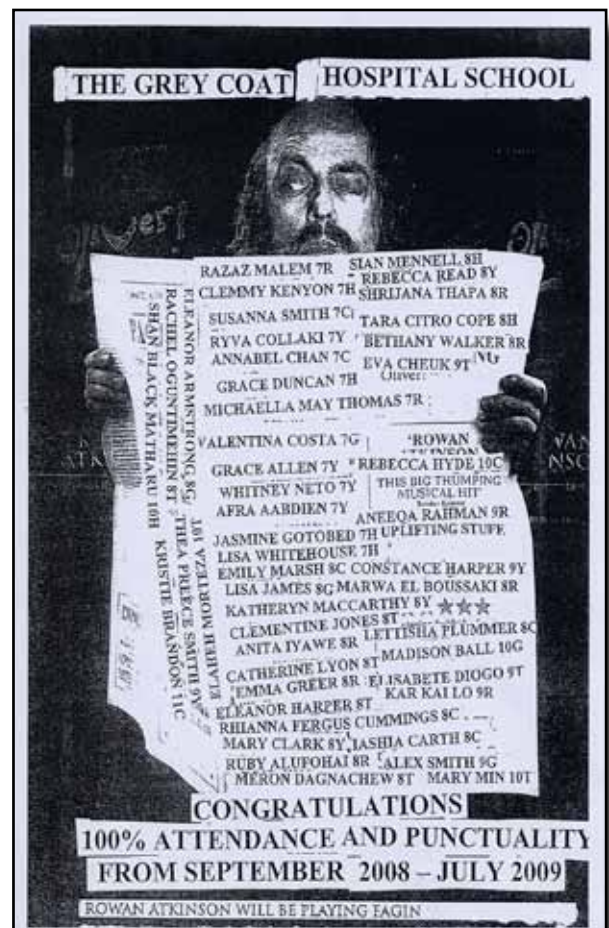 THE GREY COAT HOSPITAL SCHOOL
Oliver!
RAZAZ MALEM 7R SIAN MENNELL 8H
REBECCA READ 8Y
CLEMMY KENYON 7H SHRIJANA THAPA 8R
SUSANNA SMITH 7C TARA CITRO COPE 8H
RYVA COLLAKI 7Y BETHANY WALKER 8R
ANNABEL CHAN 7C EVA CHEUK 9T
Oliver!
GRACE DUNCAN 7H
MICHAELLA MAY THOMAS 7R
VALENTINA COSTA 7G ROWAN
ATKINSON
GRACE ALLEN 7Y REBECCA HYDE 10C
WHITNEY NETO 7Y THIS BIG THUMPING
MUSICAL HIT
AFRA AABDIEN 7Y
ANEEQA RAHMAN 9R
JASMINE GOTOBED 7H UPLIFTING STUFF
LISA WHITEHOUSE 7H
EMILY MARSH 8C CONSTANCE HARPER 9Y
LISA JAMES 8G MARWA EL BOUSSAKI 8R
KATHERYN MACCARTHY 8Y ★★★
CLEMENTINE JONES 8T
ANITA IYAWE 8R LETTISHA PLUMMER 8C
CATHERINE LYON 8T MADISON BALL 10G
EMMA GREER 8R ELISABETE DIOGO 9T
KAR KAI LO 9R
ELEANOR HARPER 8T
RHIANNA FERGUS CUMMINGS 8C
MARY CLARK 8Y IASHIA CARTH 8C
RUBY ALUFOHAI 8R ALEX SMITH 9G
MERON DAGNACHEW 8T MARY MIN 10T
ELEANOR ARMSTRONG 8G
ELAHEH MORTEZA 10T
RACHEL OGUNTIMEHIN 8T THEA PREECE SMITH 9Y
SHAN BLACK MATHARU 10H KRISTIE BRANDON 11C
CONGRATULATIONS
100% ATTENDANCE AND PUNCTUALITY
FROM SEPTEMBER 2008 – JULY 2009
ROWAN ATKINSON WILL BE PLAYING FAGIN